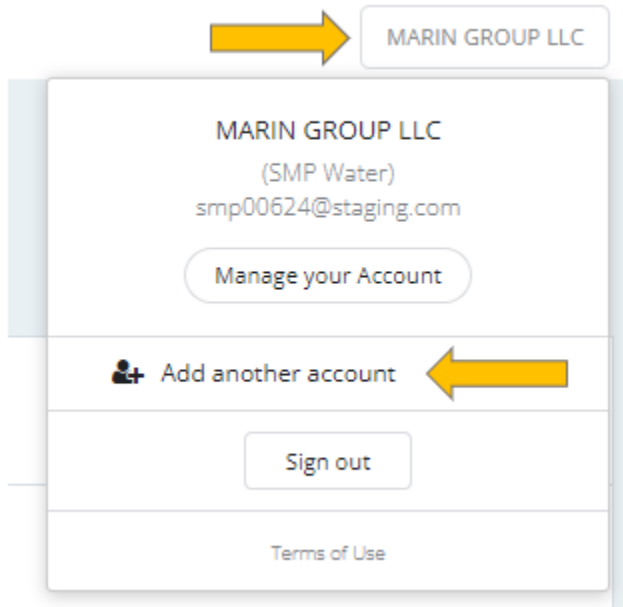 MARIN GROUP LLC
MARIN GROUP LLC
(SMP Water)
smp00624@staging.com
Manage your Account
Add another account
Sign out
Terms of Use